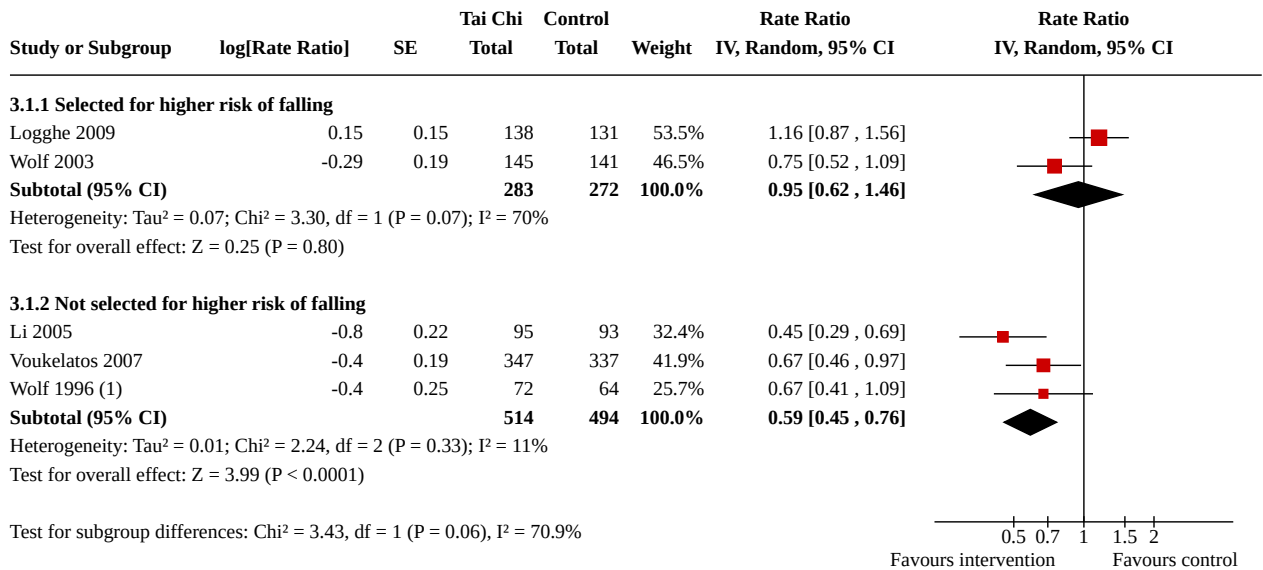 Tai Chi Control Rate Ratio Rate Ratio
Study or Subgroup log[Rate Ratio] SE Total Total Weight IV, Random, 95% CI IV, Random, 95% CI
3.1.1 Selected for higher risk of falling
Logghe 2009 0.15 0.15 138 131 53.5% 1.16 [0.87 , 1.56]
Wolf 2003 -0.29 0.19 145 141 46.5% 0.75 [0.52 , 1.09]
Subtotal (95% CI) 283 272 100.0% 0.95 [0.62 , 1.46]
Heterogeneity: Tau² = 0.07; Chi² = 3.30, df = 1 (P = 0.07); I² = 70%
Test for overall effect: Z = 0.25 (P = 0.80)
3.1.2 Not selected for higher risk of falling
Li 2005 -0.8 0.22 95 93 32.4% 0.45 [0.29 , 0.69]
Voukelatos 2007 -0.4 0.19 347 337 41.9% 0.67 [0.46 , 0.97]
Wolf 1996 (1) -0.4 0.25 72 64 25.7% 0.67 [0.41 , 1.09]
Subtotal (95% CI) 514 494 100.0% 0.59 [0.45 , 0.76]
Heterogeneity: Tau² = 0.01; Chi² = 2.24, df = 2 (P = 0.33); I² = 11%
Test for overall effect: Z = 3.99 (P < 0.0001)
Test for subgroup differences: Chi² = 3.43, df = 1 (P = 0.06), I² = 70.9%
0.5 0.7 1 1.5 2
Favours intervention Favours control